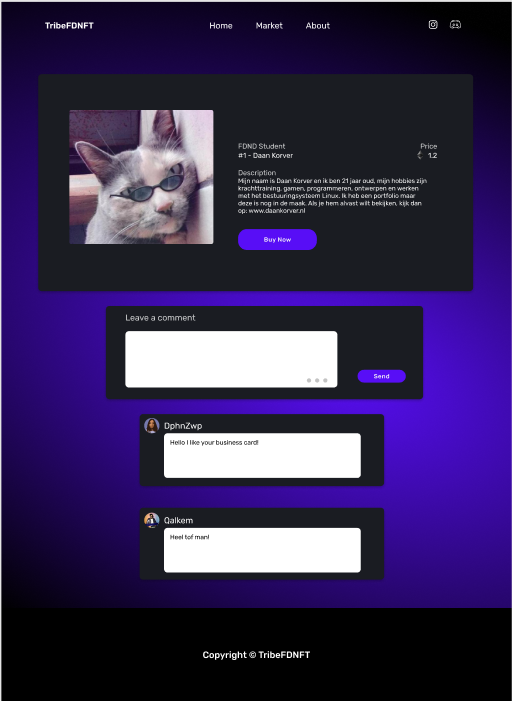 TribeFDNFT Home Market About
FDND Student Price
#1 - Daan Korver 1.2
Description
Mijn naam is Daan Korver en ik ben 21 jaar oud, mijn hobbies zijn
krachttraining, gamen, programmeren, ontwerpen en werken
met het bestuuringsysteem Linux. Ik heb een portfolio maar
deze is nog in de maak. Als je hem alvast wilt bekijken, kijk dan
op: www.daankorver.nl
Buy Now
Leave a comment
Send
DphnZwp
Hello I like your business card!
Qalkem
Heel tof man!
Copyright © TribeFDNFT